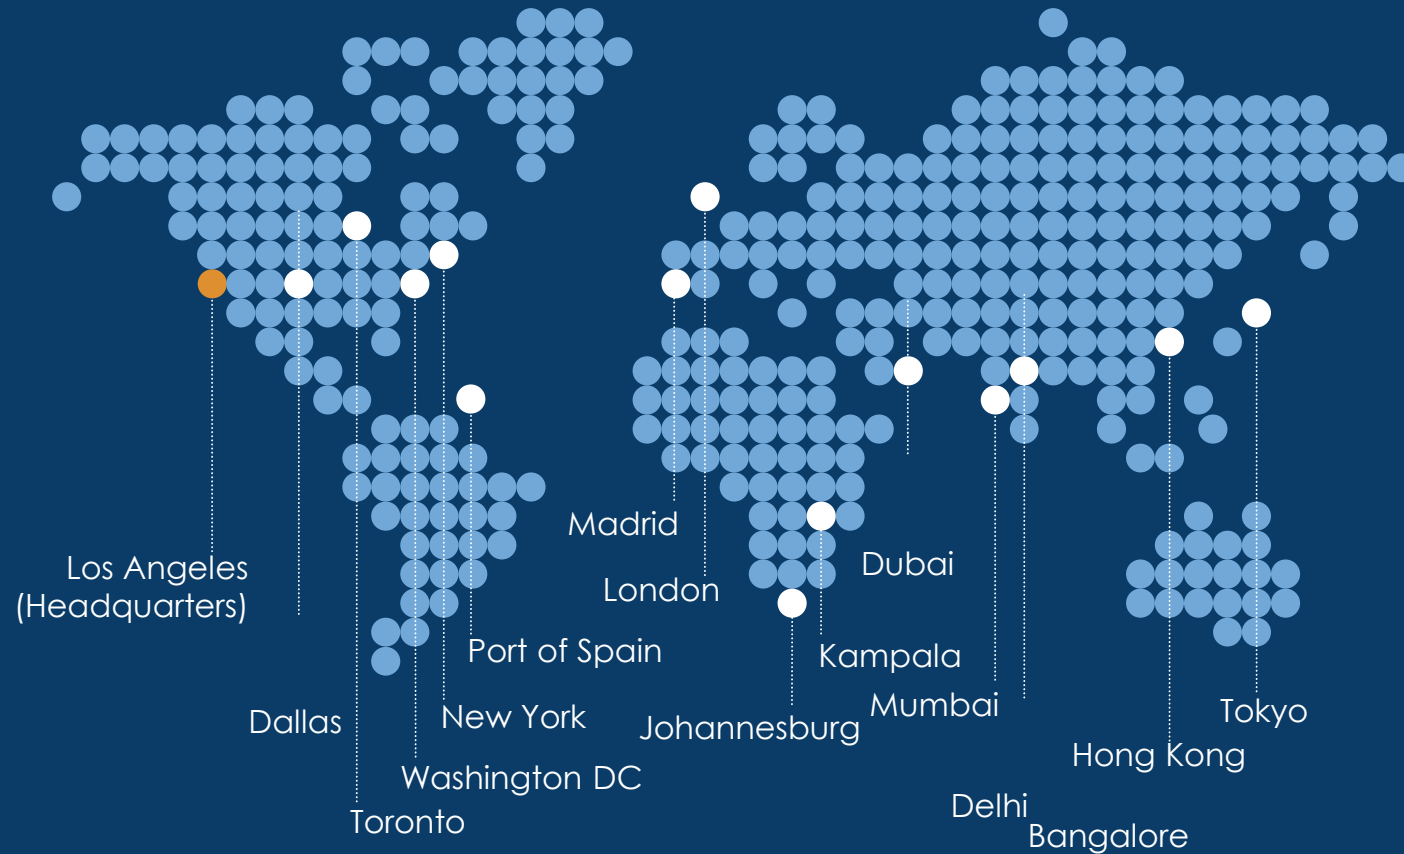 Madrid
Dubai
Los Angeles
(Headquarters)
London
Port of Spain
Kampala
Dallas
New York
Johannesburg
Mumbai
Tokyo
Hong Kong
Washington DC
Delhi
Toronto
Bangalore